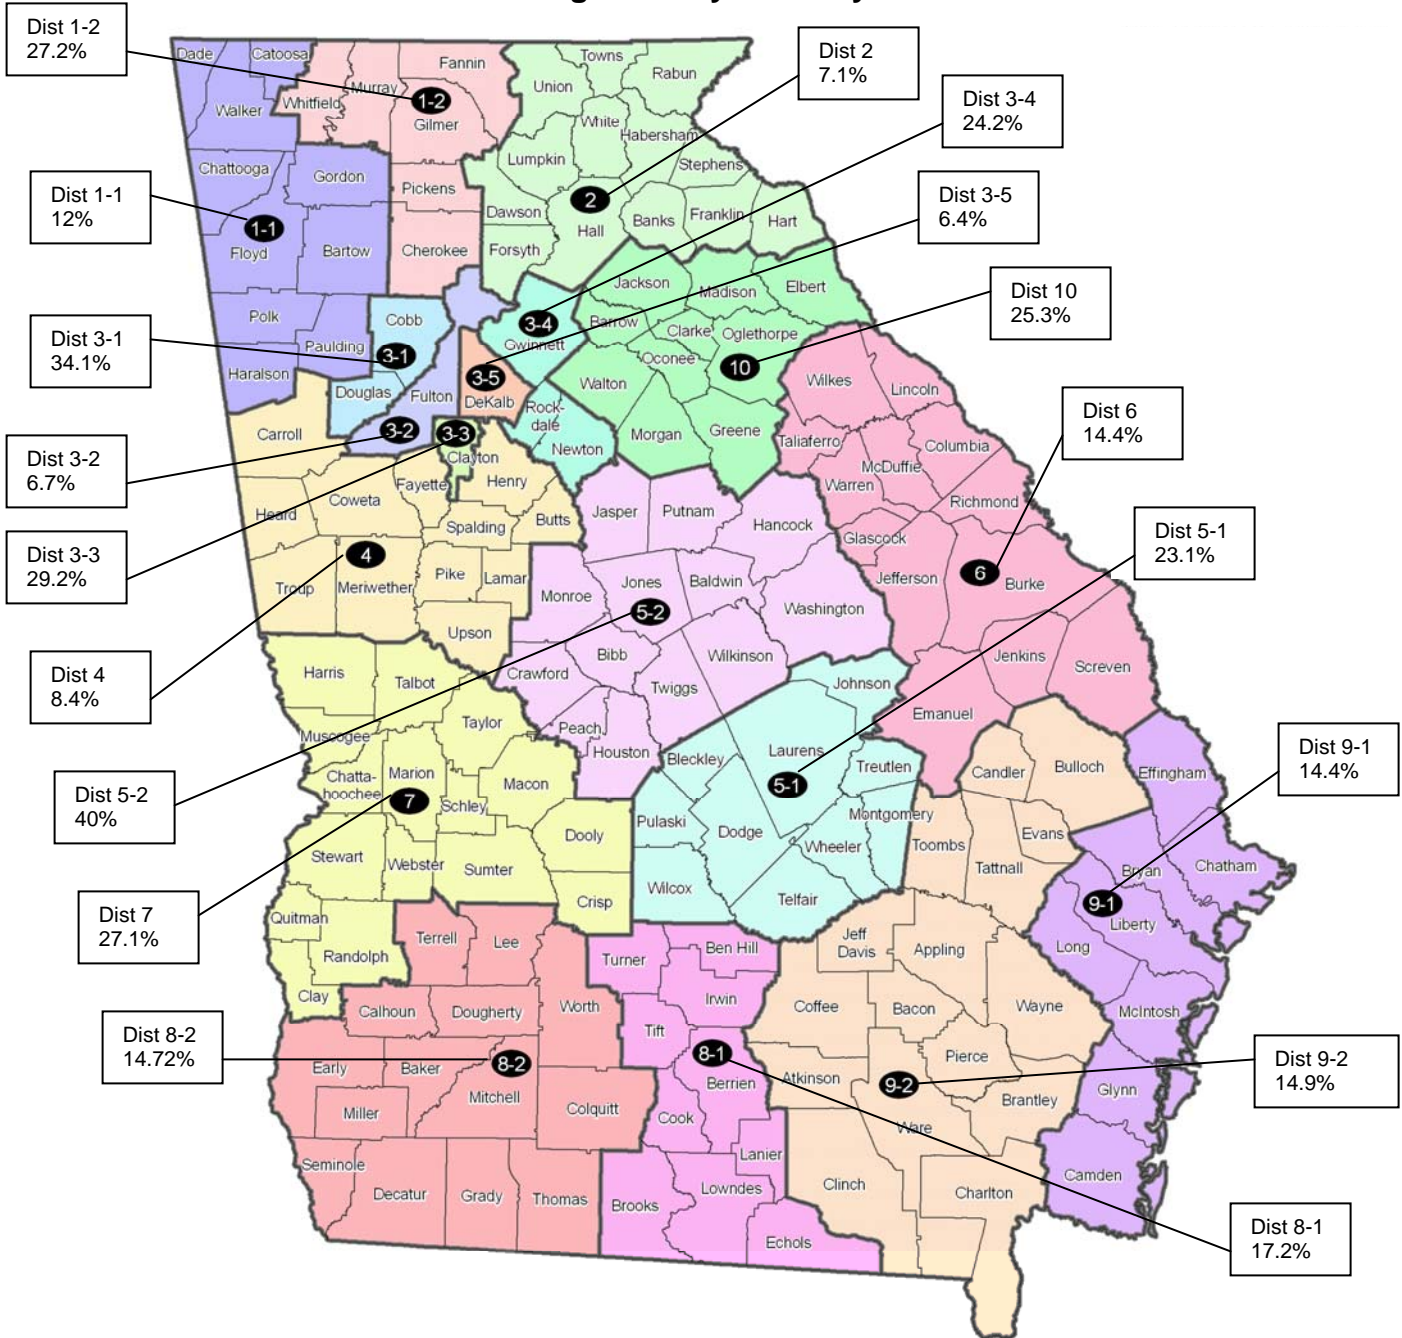 Dist 1-2
27.2%
Dist 2
7.1%
Dist 3-4
24.2%
Dist 1-1
12%
Dist 3-5
6.4%
Dist 10
25.3%
Dist 3-1
34.1%
Dist 6
14.4%
Dist 3-2
6.7%
Dist 5-1
23.1%
Dist 3-3
29.2%
Dist 4
8.4%
Dist 9-1
14.4%
Dist 5-2
40%
Dist 7
27.1%
Dist 8-2
14.72%
Dist 9-2
14.9%
Dist 8-1
17.2%
Dade
Catoosa
Walker
Whitfield
Murray
Fannin
1-2
Gilmer
Chattooga
Gordon
Pickens
1-1
Floyd
Bartow
Cherokee
Polk
Paulding
Haralson
Towns
Union
Rabun
White
Habersham
Lumpkin
Stephens
2
Dawson
Hall
Banks
Franklin
Hart
Forsyth
Cobb
3-1
Douglas
Fulton
3-2
3-3
Clayton
3-4
Gwinnett
3-5
DeKalb
Rock-
dale
Newton
Jackson
Madison
Elbert
Barrow
Clarke
Oglethorpe
Oconee
10
Walton
Morgan
Greene
Wilkes
Lincoln
Taliaferro
Columbia
McDuffie
Warren
Richmond
Glascock
Jefferson
6
Burke
Jenkins
Screven
Emanuel
Carroll
Coweta
Fayette
Henry
Heard
Spalding
Butts
4
Troup
Meriwether
Pike
Lamar
Upson
Jasper
Putnam
Hancock
Monroe
Jones
Baldwin
5-2
Washington
Bibb
Wilkinson
Crawford
Twiggs
Peach
Houston
Johnson
Bleckley
Laurens
Treutlen
5-1
Pulaski
Dodge
Montgomery
Wheeler
Wilcox
Telfair
Harris
Talbot
Muscogee
Taylor
Chatta-
hoochee
Marion
7
Schley
Macon
Dooly
Stewart
Webster
Sumter
Crisp
Quitman
Randolph
Clay
Terrell
Lee
Calhoun
Dougherty
Worth
Early
Baker
8-2
Mitchell
Miller
Colquitt
Seminole
Decatur
Grady
Thomas
Turner
Ben Hill
Irwin
Tift
8-1
Berrien
Cook
Lanier
Brooks
Lowndes
Echols
Candler
Bulloch
Toombs
Evans
Tattnall
Jeff
Davis
Appling
Coffee
Bacon
Wayne
Pierce
Atkinson
9-2
Brantley
Ware
Clinch
Charlton
Effingham
Bryan
Chatham
9-1
Liberty
Long
McIntosh
Glynn
Camden